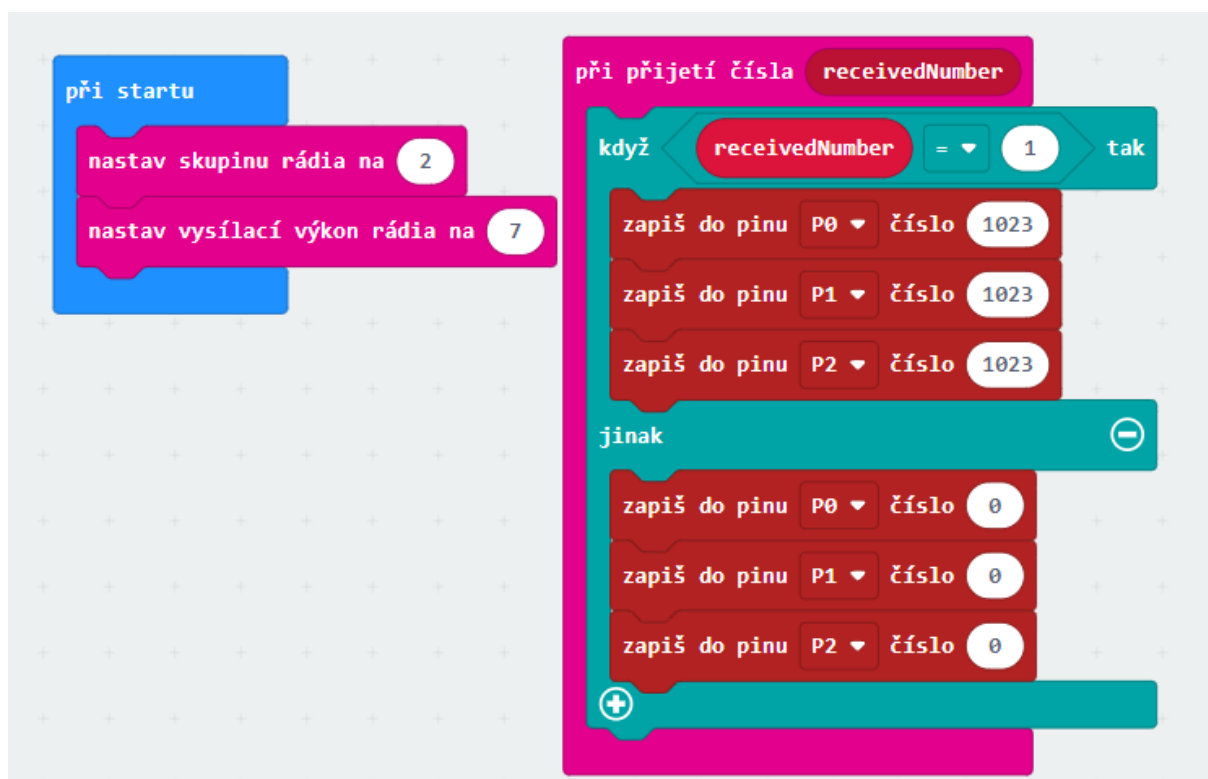 při startu
nastav skupinu rádia na 2
nastav vysílací výkon rádia na 7
při přijetí čísla receivedNumber
když receivedNumber = 1 tak
zapiš do pinu P0 číslo 1023
zapiš do pinu P1 číslo 1023
zapiš do pinu P2 číslo 1023
jinak
zapiš do pinu P0 číslo 0
zapiš do pinu P1 číslo 0
zapiš do pinu P2 číslo 0